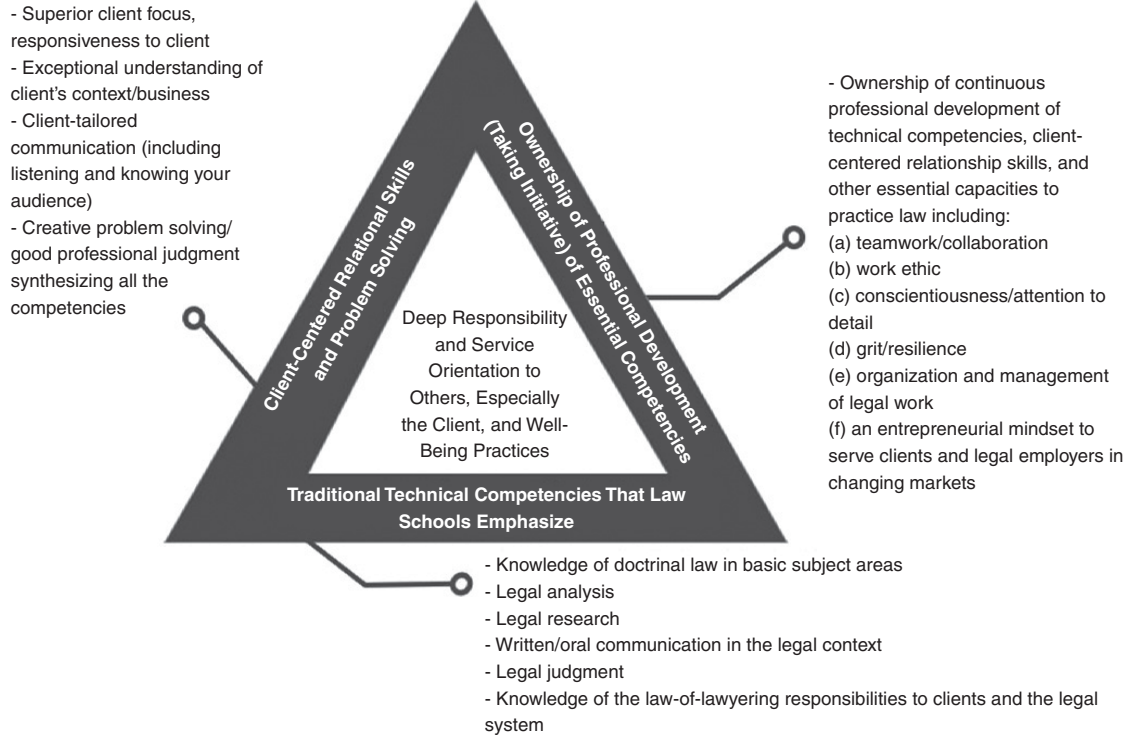 - Superior client focus,
responsiveness to client
- Exceptional understanding of
client's context/business
- Client-tailored
communication (including
listening and knowing your
audience)
- Creative problem solving/
good professional judgment
synthesizing all the
competencies
Client-Centered Relational Skills
and Problem Solving
Ownership of Professional Development
(Taking Initiative) of Essential Competencies
- Ownership of continuous
professional development of
technical competencies, client-
centered relationship skills, and
other essential capacities to
practice law including:
(a) teamwork/collaboration
(b) work ethic
(c) conscientiousness/attention to
detail
(d) grit/resilience
(e) organization and management
of legal work
(f) an entrepreneurial mindset to
serve clients and legal employers in
changing markets
Deep Responsibility
and Service
Orientation to
Others, Especially
the Client, and Well-
Being Practices
Traditional Technical Competencies That Law
Schools Emphasize
- Knowledge of doctrinal law in basic subject areas
- Legal analysis
- Legal research
- Written/oral communication in the legal context
- Legal judgment
- Knowledge of the law-of-lawyering responsibilities to clients and the legal
system